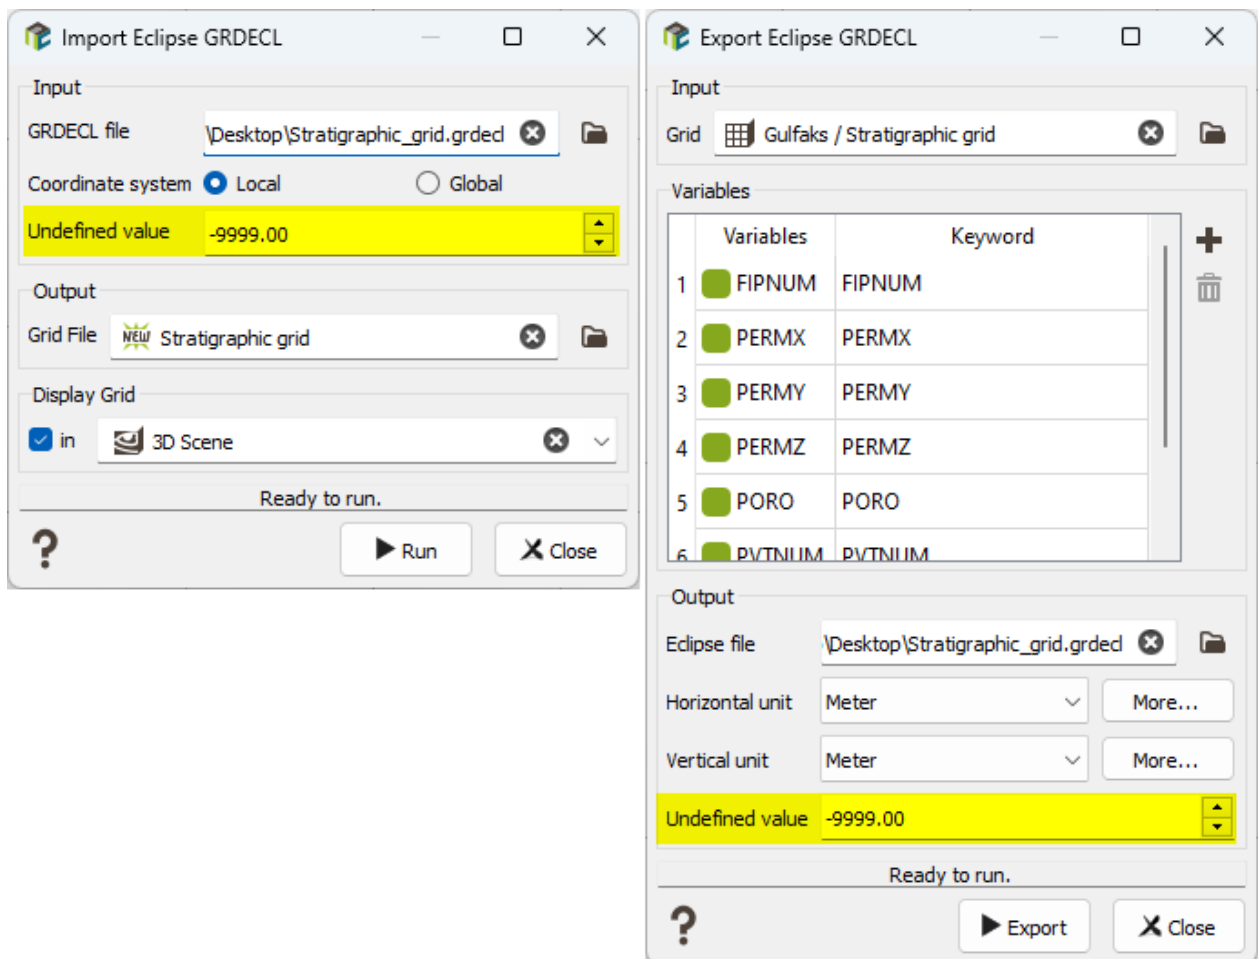 Import Eclipse GRDECL
Input
GRDECL file \Desktop\Stratigraphic_grid.grdecl
Coordinate system Local Global
Undefined value -9999.00
Output
Grid File NEW Stratigraphic grid
Display Grid
in 3D Scene
Ready to run.
? Run Close
Export Eclipse GRDECL
Input
Grid Gulfaks / Stratigraphic grid
Variables
Variables Keyword
1 FIPNUM FIPNUM
2 PERMX PERMX
3 PERMY PERMY
4 PERMZ PERMZ
5 PORO PORO
6 PVTNUM PVTNUM
Output
Eclipse file \Desktop\Stratigraphic_grid.grdecl
Horizontal unit Meter More...
Vertical unit Meter More...
Undefined value -9999.00
Ready to run.
? Export Close